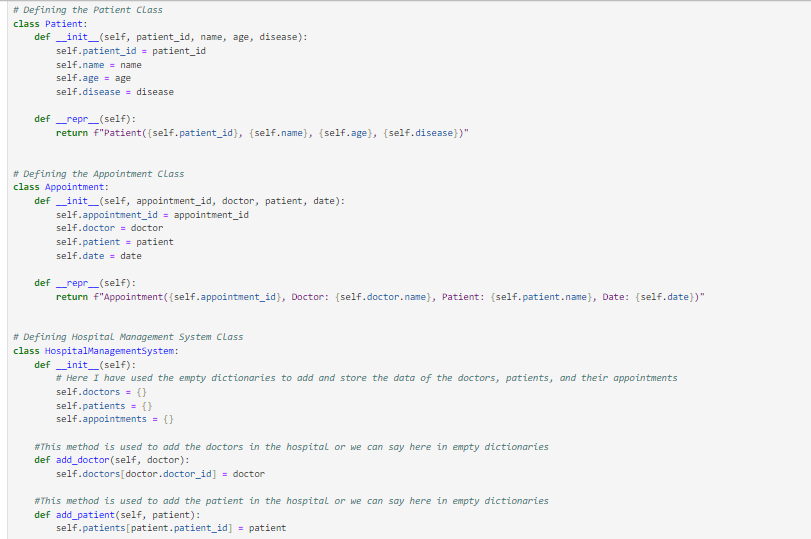 # Defining the Patient Class
class Patient:
    def __init__(self, patient_id, name, age, disease):
        self.patient_id = patient_id
        self.name = name
        self.age = age
        self.disease = disease

    def __repr__(self):
        return f"Patient({self.patient_id}, {self.name}, {self.age}, {self.disease})"


# Defining the Appointment Class
class Appointment:
    def __init__(self, appointment_id, doctor, patient, date):
        self.appointment_id = appointment_id
        self.doctor = doctor
        self.patient = patient
        self.date = date

    def __repr__(self):
        return f"Appointment({self.appointment_id}, Doctor: {self.doctor.name}, Patient: {self.patient.name}, Date: {self.date})"


# Defining Hospital Management System Class
class HospitalManagementSystem:
    def __init__(self):
        # Here I have used the empty dictionaries to add and store the data of the doctors, patients, and their appointments
        self.doctors = {}
        self.patients = {}
        self.appointments = {}

    #This method is used to add the doctors in the hospital or we can say here in empty dictionaries
    def add_doctor(self, doctor):
        self.doctors[doctor.doctor_id] = doctor

    #This method is used to add the patient in the hospital or we can say here in empty dictionaries
    def add_patient(self, patient):
        self.patients[patient.patient_id] = patient